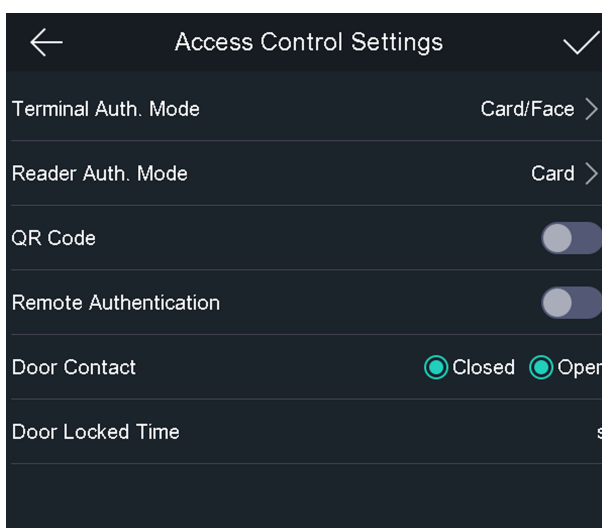 Access Control Settings
Terminal Auth. Mode Card/Face
Reader Auth. Mode Card
QR Code
Remote Authentication
Door Contact Closed Oper
Door Locked Time s